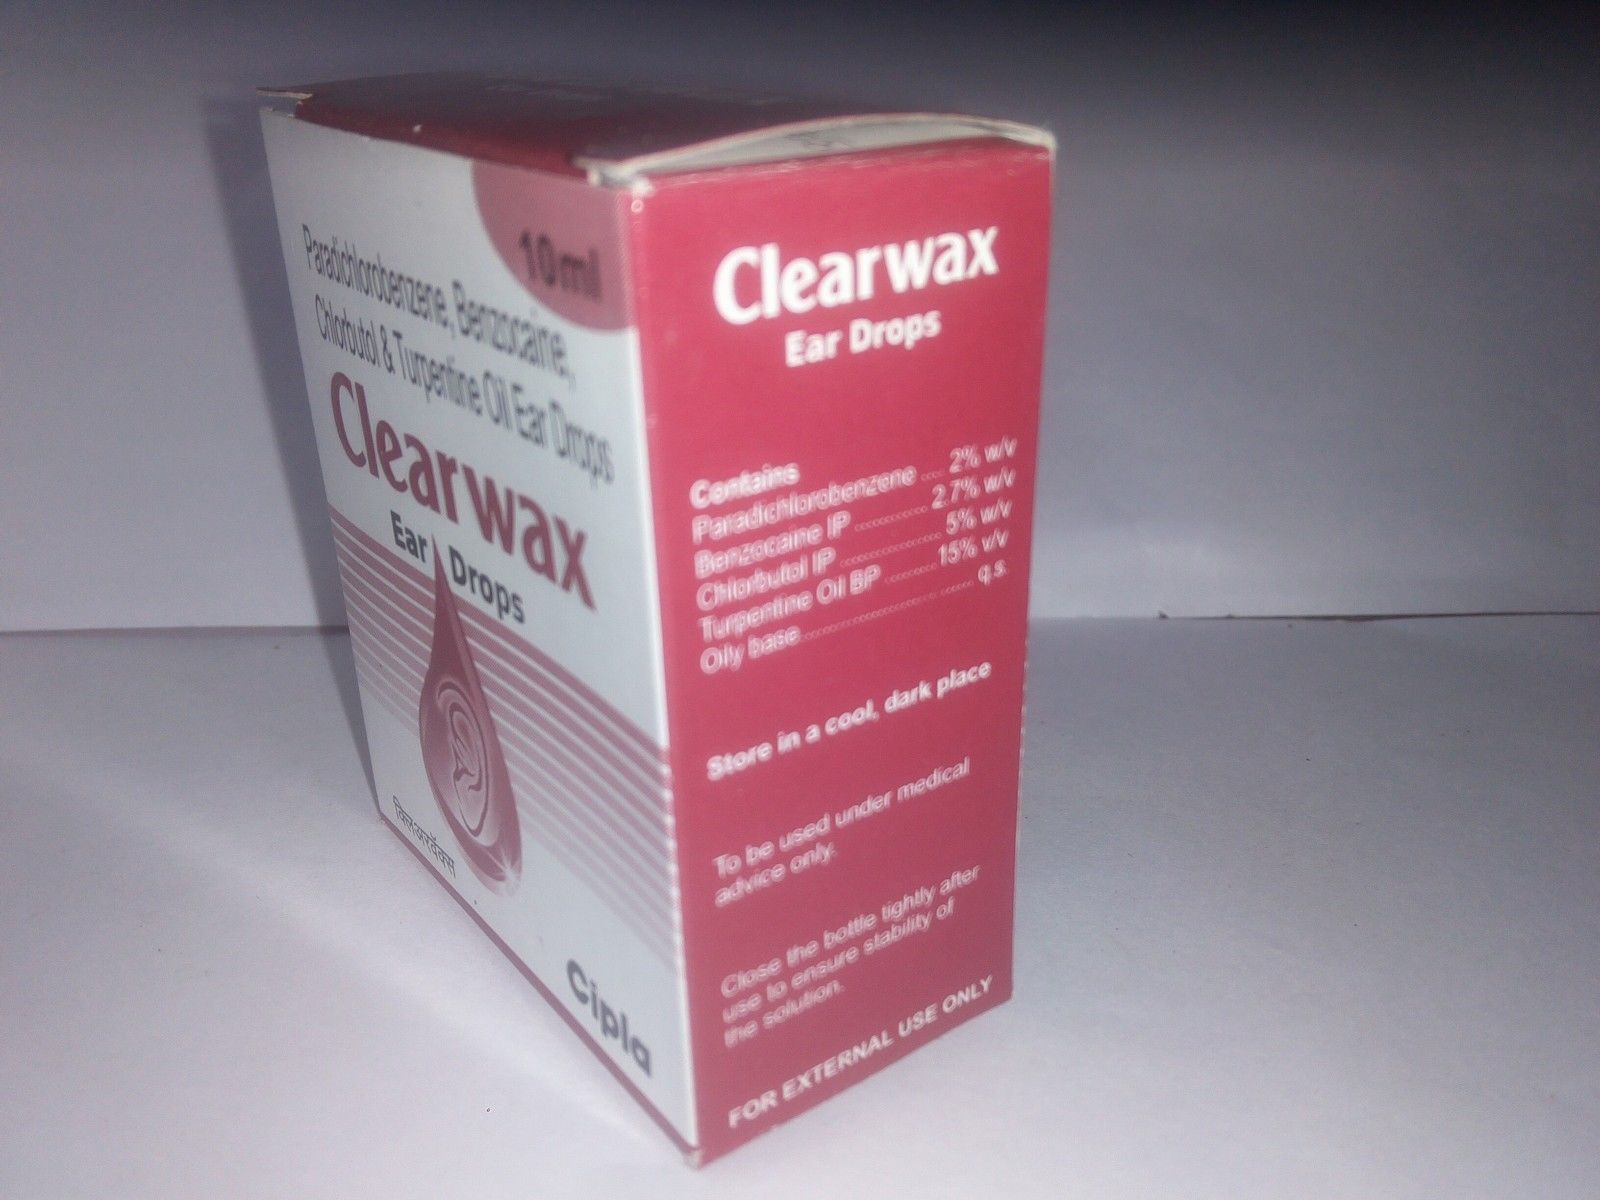 10ml
Paradichlorobenzene, Benzocaine,
Chlorbutol & Turpentine Oil Ear Drops
Clearwax
Ear Drops
क्लिअरवॅक्स
Cipla
Clearwax
Ear Drops
Contains
Paradichlorobenzene .... 2% w/v
Benzocaine IP ............ 2.7% w/v
Chlorbutol IP ................. 5% w/v
Turpentine Oil BP ......... 15% v/v
Oily base............................ q.s.
Store in a cool, dark place
To be used under medical
advice only.
Close the bottle tightly after
use to ensure stability of
the solution.
FOR EXTERNAL USE ONLY